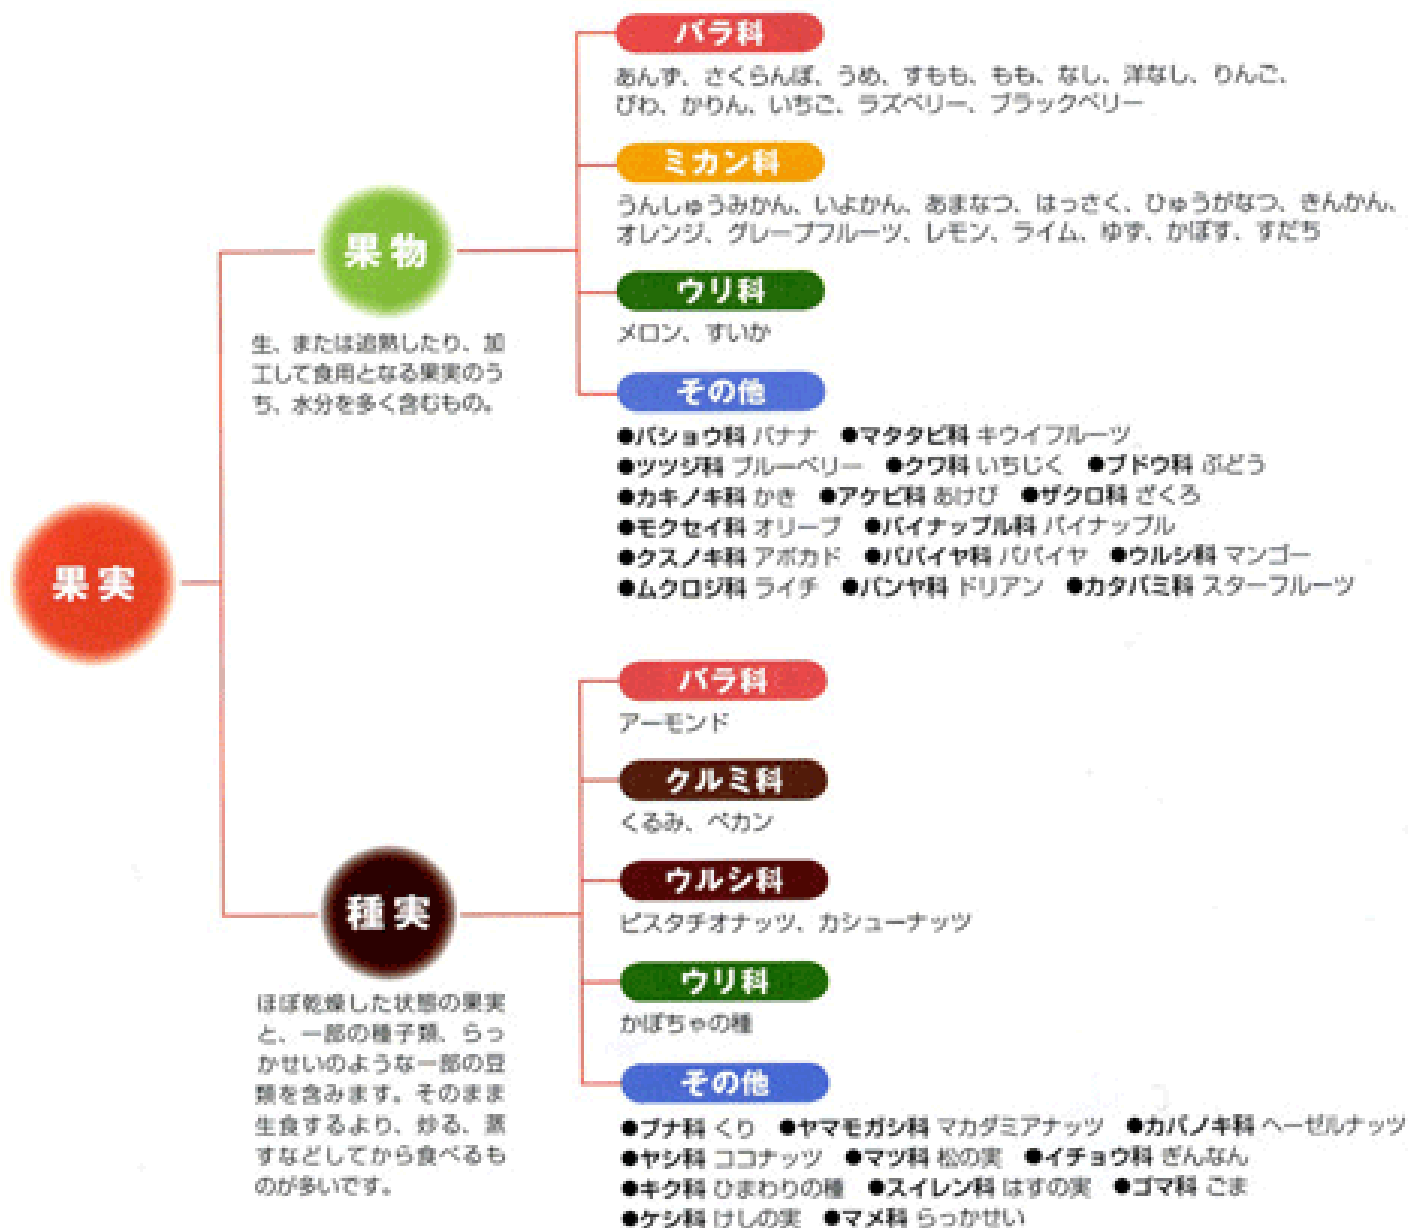 果実
果物
生、または追熟したり、加
工して食用となる果実のう
ち、水分を多く含むもの。
バラ科
あんず、さくらんぼ、うめ、すもも、もも、なし、洋なし、りんご、
びわ、かりん、いちご、ラズベリー、ブラックベリー
ミカン科
うんしゅうみかん、いよかん、あまなつ、はっさく、ひゅうがなつ、きんかん、
オレンジ、グレープフルーツ、レモン、ライム、ゆず、かぼす、すだち
ウリ科
メロン、すいか
その他
●バショウ科 バナナ ●マタタビ科 キウイフルーツ
●ツツジ科 ブルーベリー ●クワ科 いちじく ●ブドウ科 ぶどう
●カキノキ科 かき ●アケビ科 あけび ●ザクロ科 ざくろ
●モクセイ科 オリーブ ●パイナップル科 パイナップル
●クスノキ科 アボカド ●パパイヤ科 パパイヤ ●ウルシ科 マンゴー
●ムクロジ科 ライチ ●パンヤ科 ドリアン ●カタバミ科 スターフルーツ
種実
ほぼ乾燥した状態の果実
と、一部の種子類、らっ
かせいのような一部の豆
類を含みます。そのまま
生食するより、炒る、蒸
すなどしてから食べるも
のが多いです。
バラ科
アーモンド
クルミ科
くるみ、ペカン
ウルシ科
ピスタチオナッツ、カシューナッツ
ウリ科
かぼちゃの種
その他
●ブナ科 くり ●ヤマモガシ科 マカダミアナッツ ●カバノキ科 ヘーゼルナッツ
●ヤシ科 ココナッツ ●マツ科 松の実 ●イチョウ科 ぎんなん
●キク科 ひまわりの種 ●スイレン科 はすの実 ●ゴマ科 ごま
●ケシ科 けしの実 ●マメ科 らっかせい